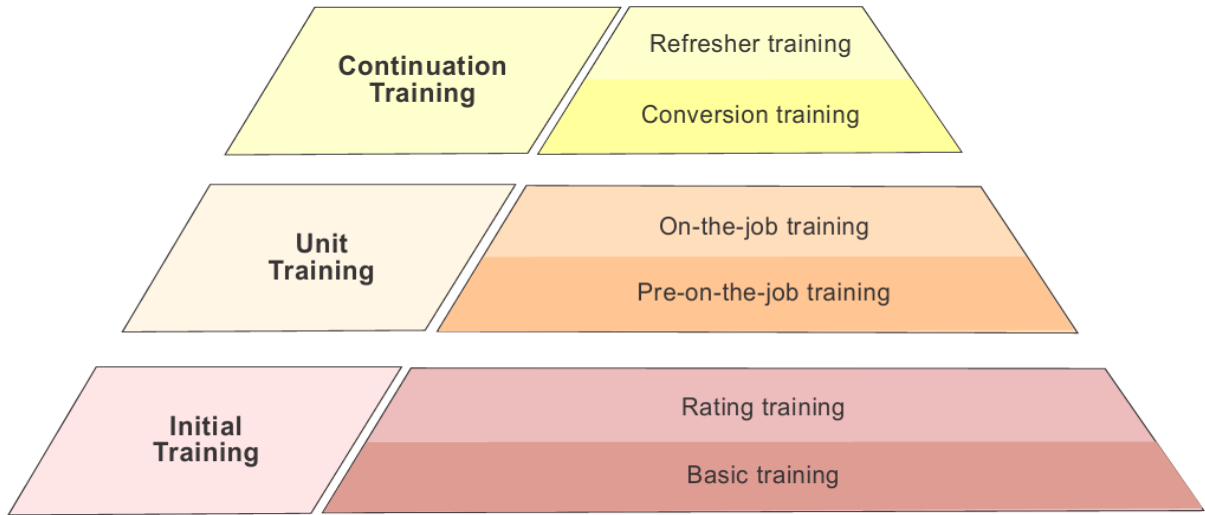 Continuation
Training
Refresher training
Conversion training
Unit
Training
On-the-job training
Pre-on-the-job training
Initial
Training
Rating training
Basic training